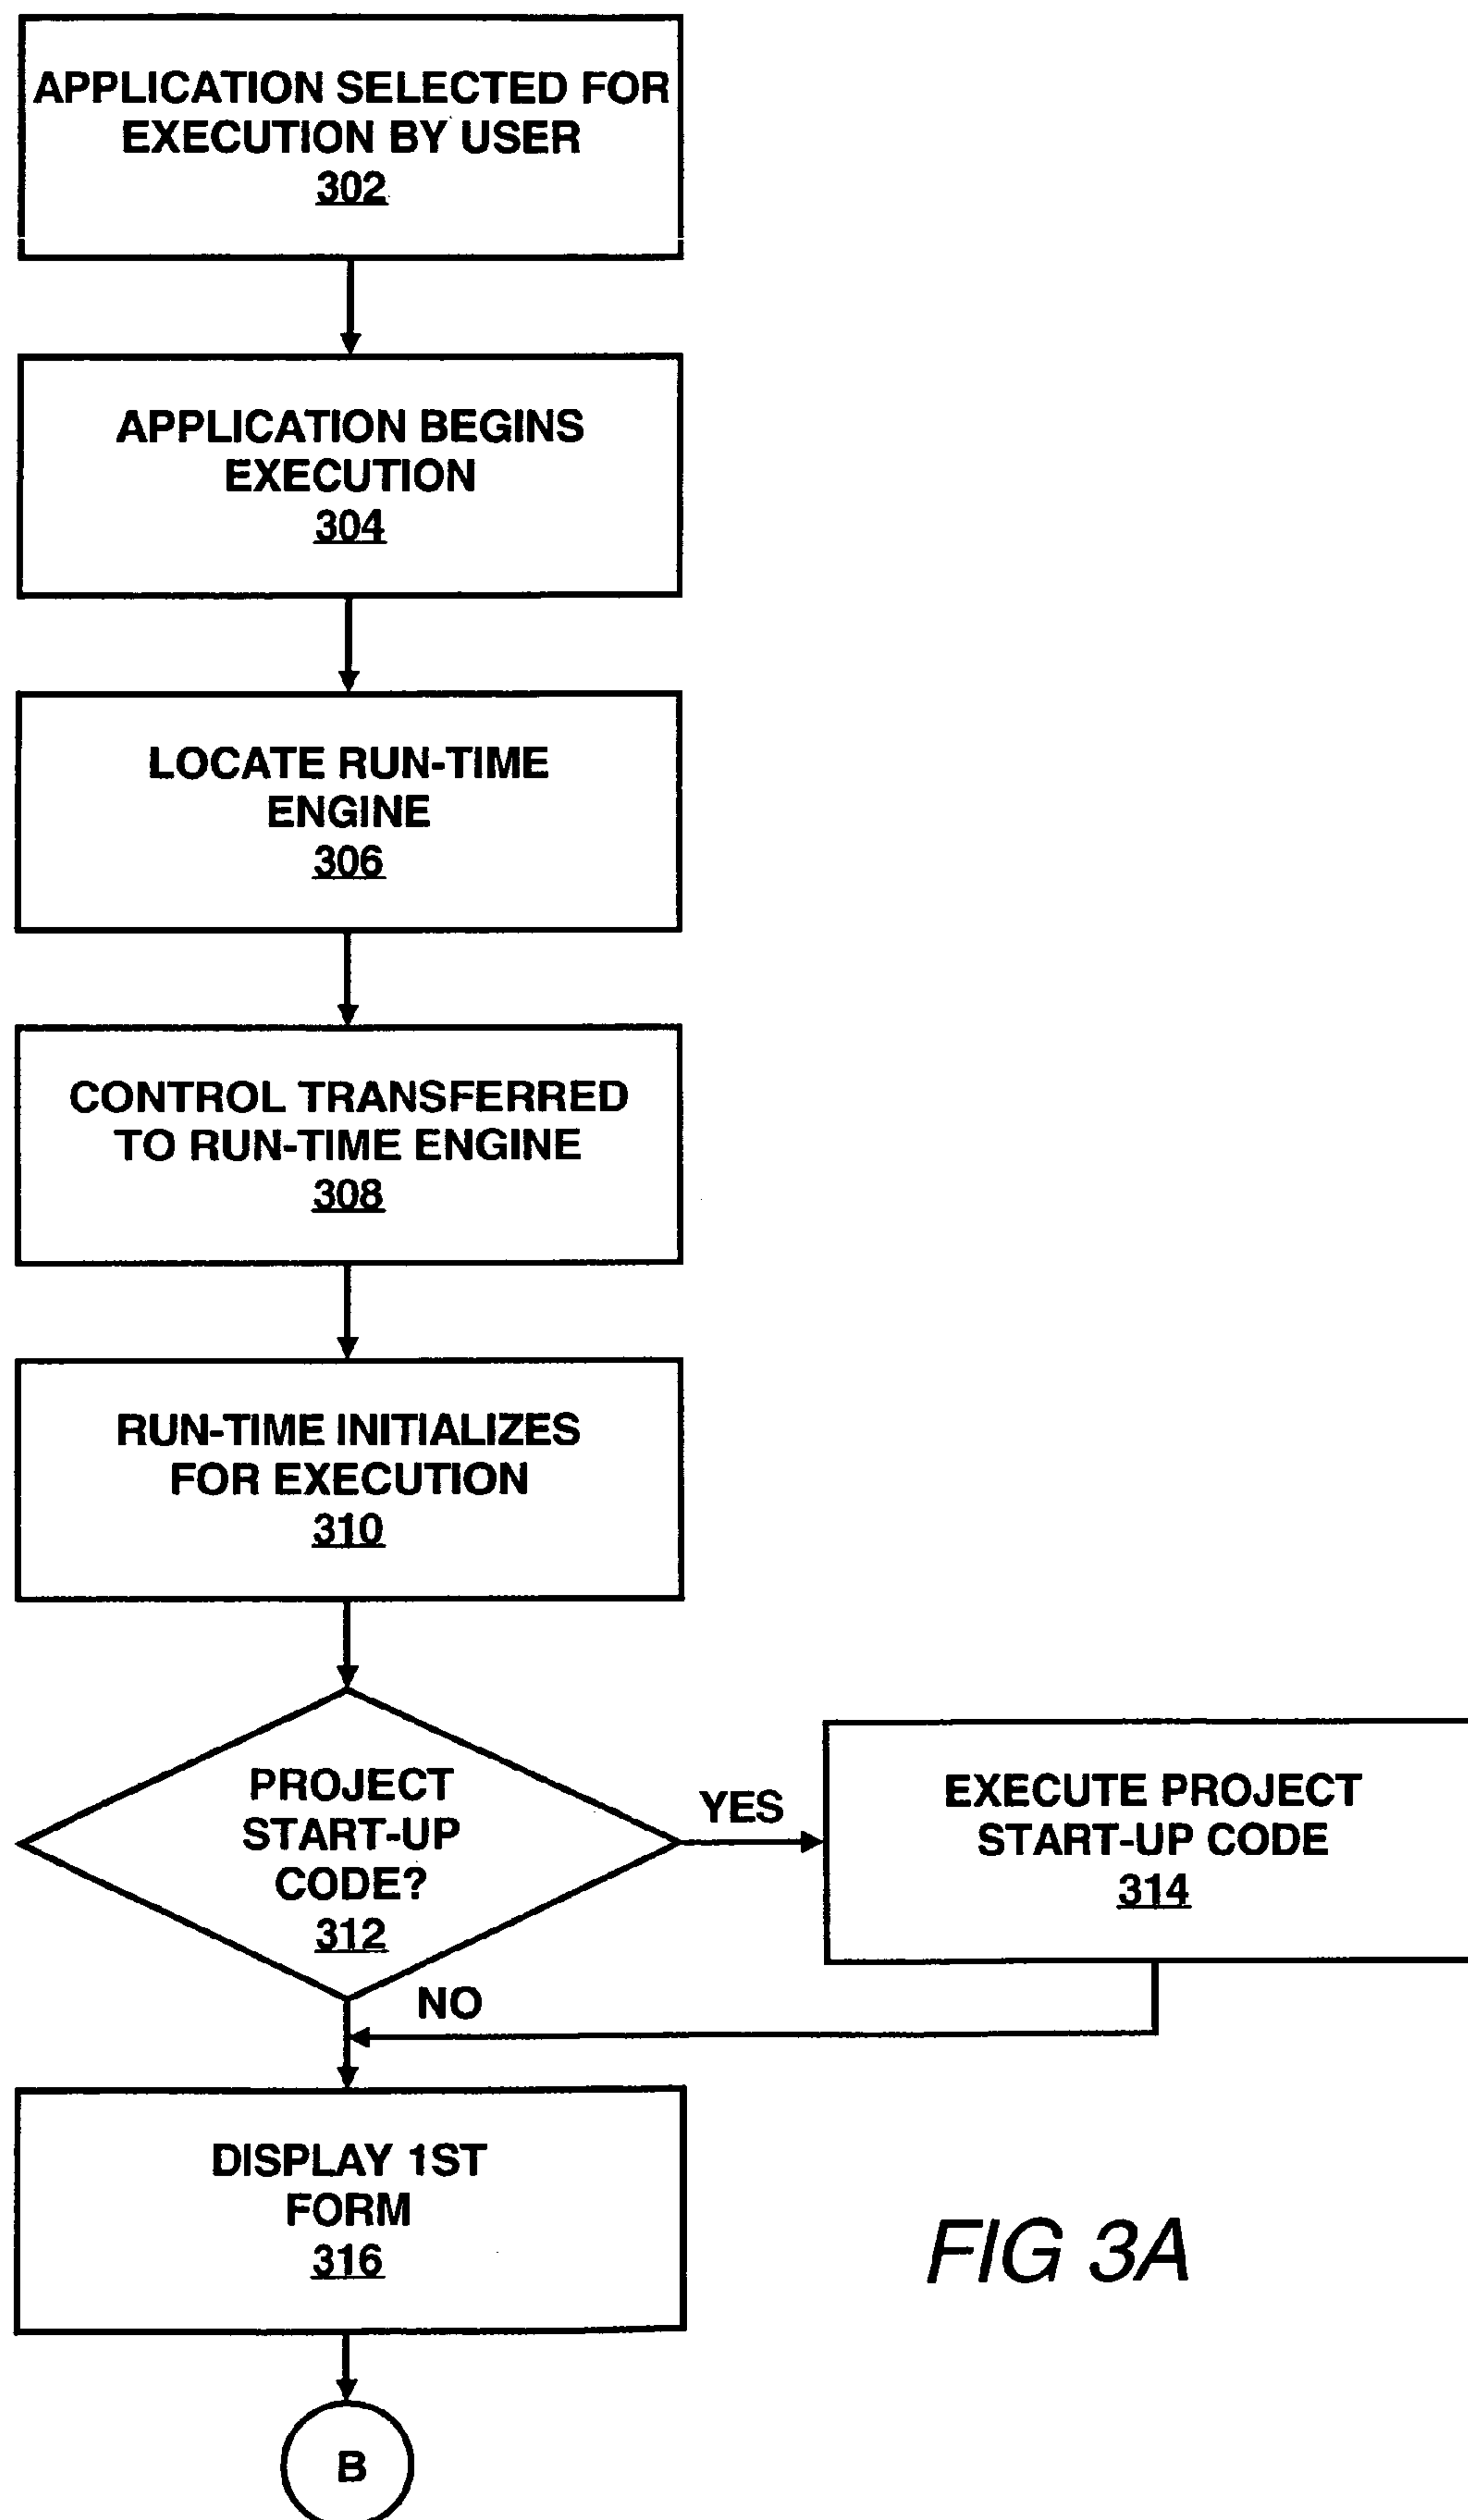 APPLICATION SELECTED FOR
EXECUTION BY USER
302
APPLICATION BEGINS
EXECUTION
304
LOCATE RUN-TIME
ENGINE
306
CONTROL TRANSFERRED
TO RUN-TIME ENGINE
308
RUN-TIME INITIALIZES
FOR EXECUTION
310
PROJECT
START-UP
CODE?
312
YES
EXECUTE PROJECT
START-UP CODE
314
NO
DISPLAY 1ST
FORM
316
FIG 3A
B